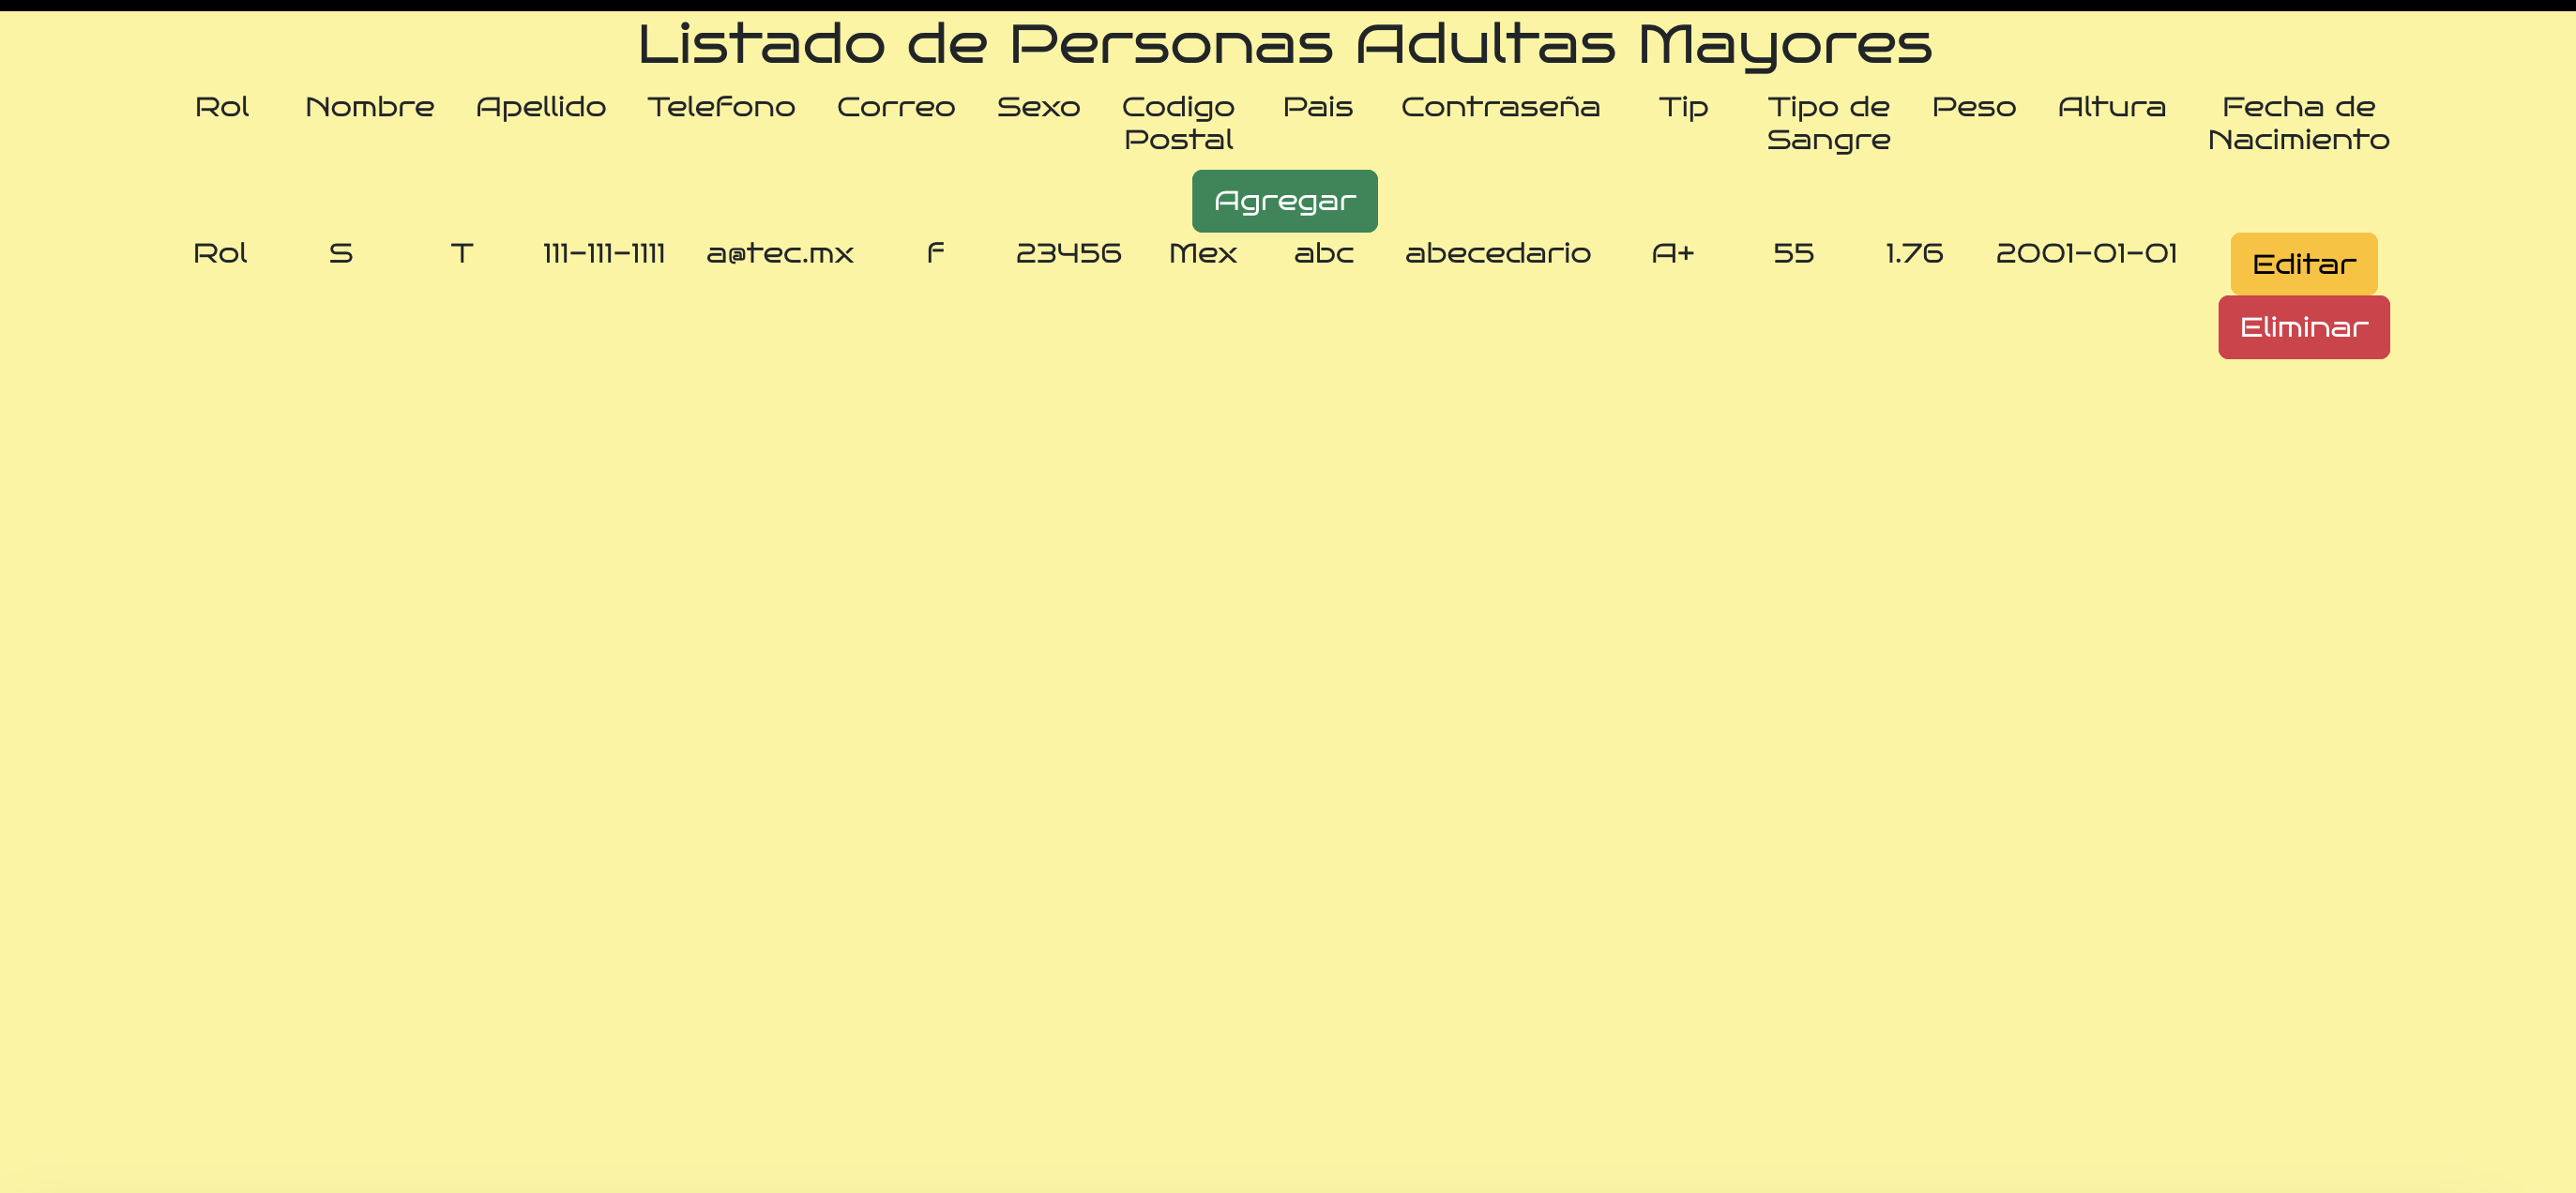 Listado de Personas Adultas Mayores
Rol Nombre Apellido Telefono Correo Sexo Codigo Postal Pais Contraseña Tip Tipo de Sangre Peso Altura Fecha de Nacimiento
Agregar
Rol S T 111-111-1111 a@tec.mx f 23456 Mex abc abecedario A+ 55 1.76 2001-01-01 Editar
Eliminar